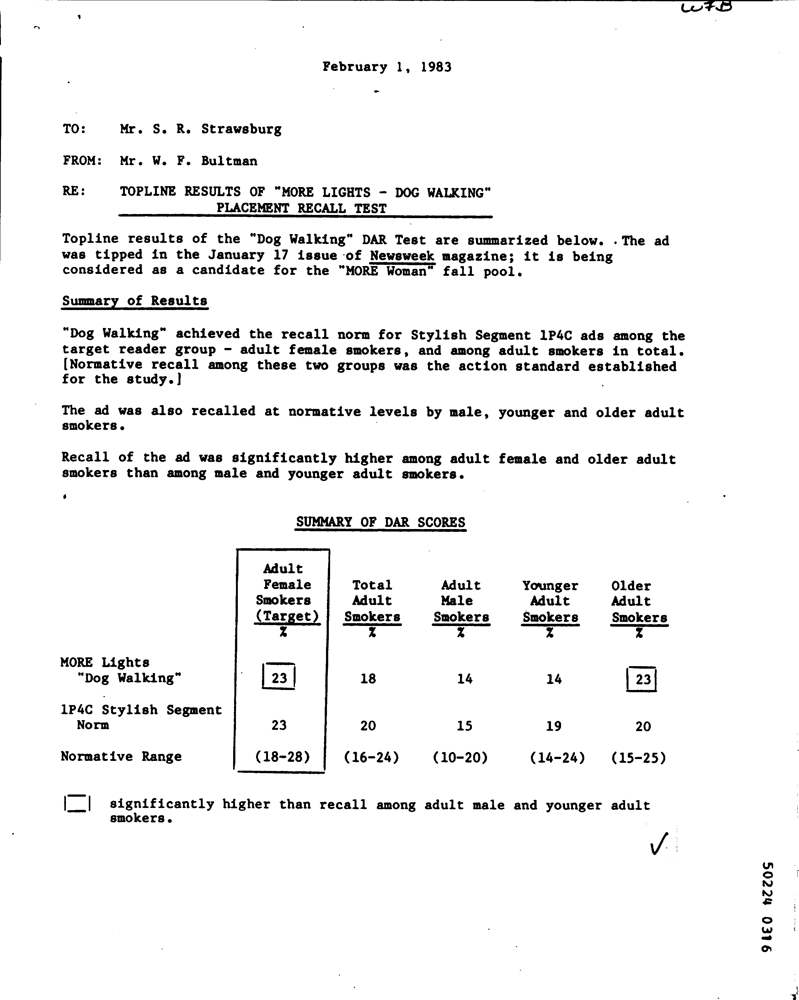 WFB
February 1, 1983
TO: Mr. S. R. Strawsburg
FROM: Mr. W. F. Bultman
RE: TOPLINE RESULTS OF "MORE LIGHTS - DOG WALKING"
PLACEMENT RECALL TEST
Topline results of the "Dog Walking" DAR Test are summarized below. The ad
was tipped in the January 17 issue of Newsweek magazine; it is being
considered as a candidate for the "MORE Woman" fall pool.
Summary of Results
"Dog Walking" achieved the recall norm for Stylish Segment 1P4C ads among the
target reader group - adult female smokers, and among adult smokers in total.
[Normative recall among these two groups was the action standard established
for the study.]
The ad was also recalled at normative levels by male, younger and older adult
smokers.
Recall of the ad was significantly higher among adult female and older adult
smokers than among male and younger adult smokers.
SUMMARY OF DAR SCORES
Adult
Female Total Adult Younger Older
Smokers Adult Male Adult Adult
(Target) Smokers Smokers Smokers Smokers
% % % % %
MORE Lights
"Dog Walking" 23 18 14 14 23
1P4C Stylish Segment
Norm 23 20 15 19 20
Normative Range (18-28) (16-24) (10-20) (14-24) (15-25)
significantly higher than recall among adult male and younger adult
smokers.
50224 0316